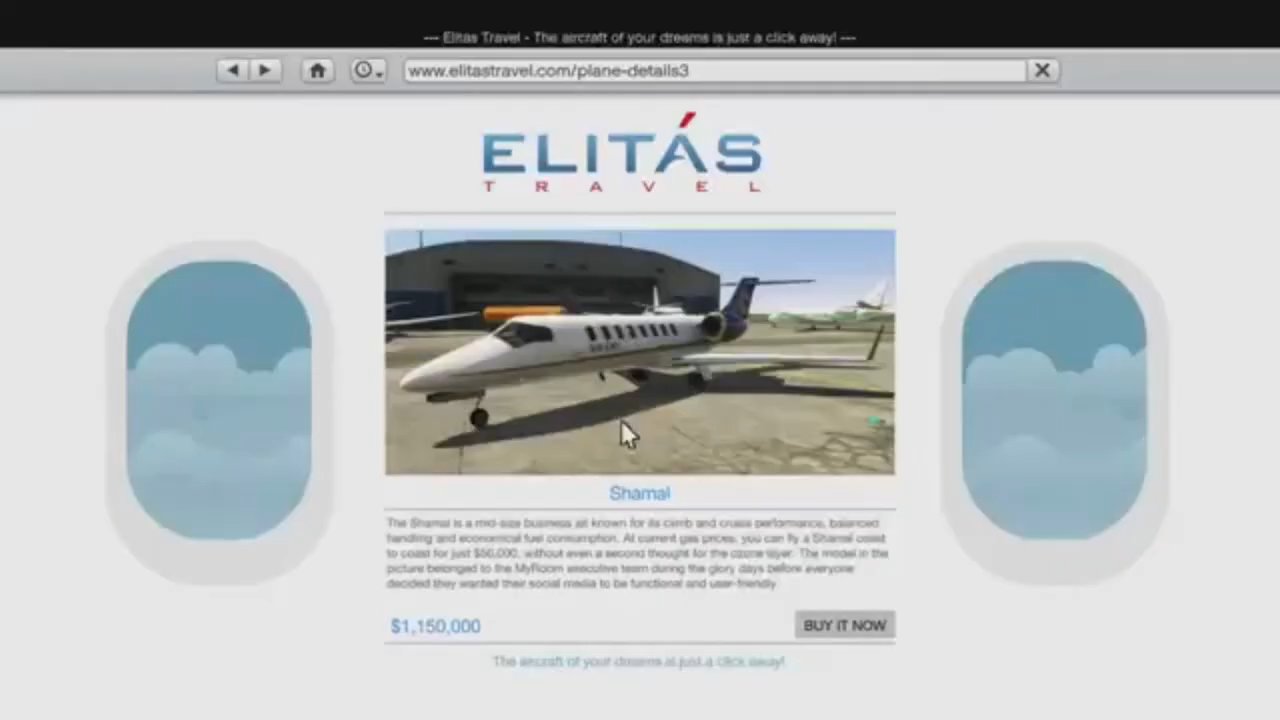 --- Elitas Travel - The aircraft of your dreams is just a click away! ---
www.elitastravel.com/plane-details3
ELITÁS
TRAVEL
Shamal
The Shamal is a mid-size business jet known for its climb and cruise performance, balanced
handling and economical fuel consumption. At current gas prices, you can fly a Shamal coast
to coast for just $50,000, without even a second thought for the ozone layer. The model in the
picture belonged to the MyRoom executive team during the glory days before everyone
decided they wanted their social media to be functional and user-friendly.
$1,150,000
BUY IT NOW
The aircraft of your dreams is just a click away!